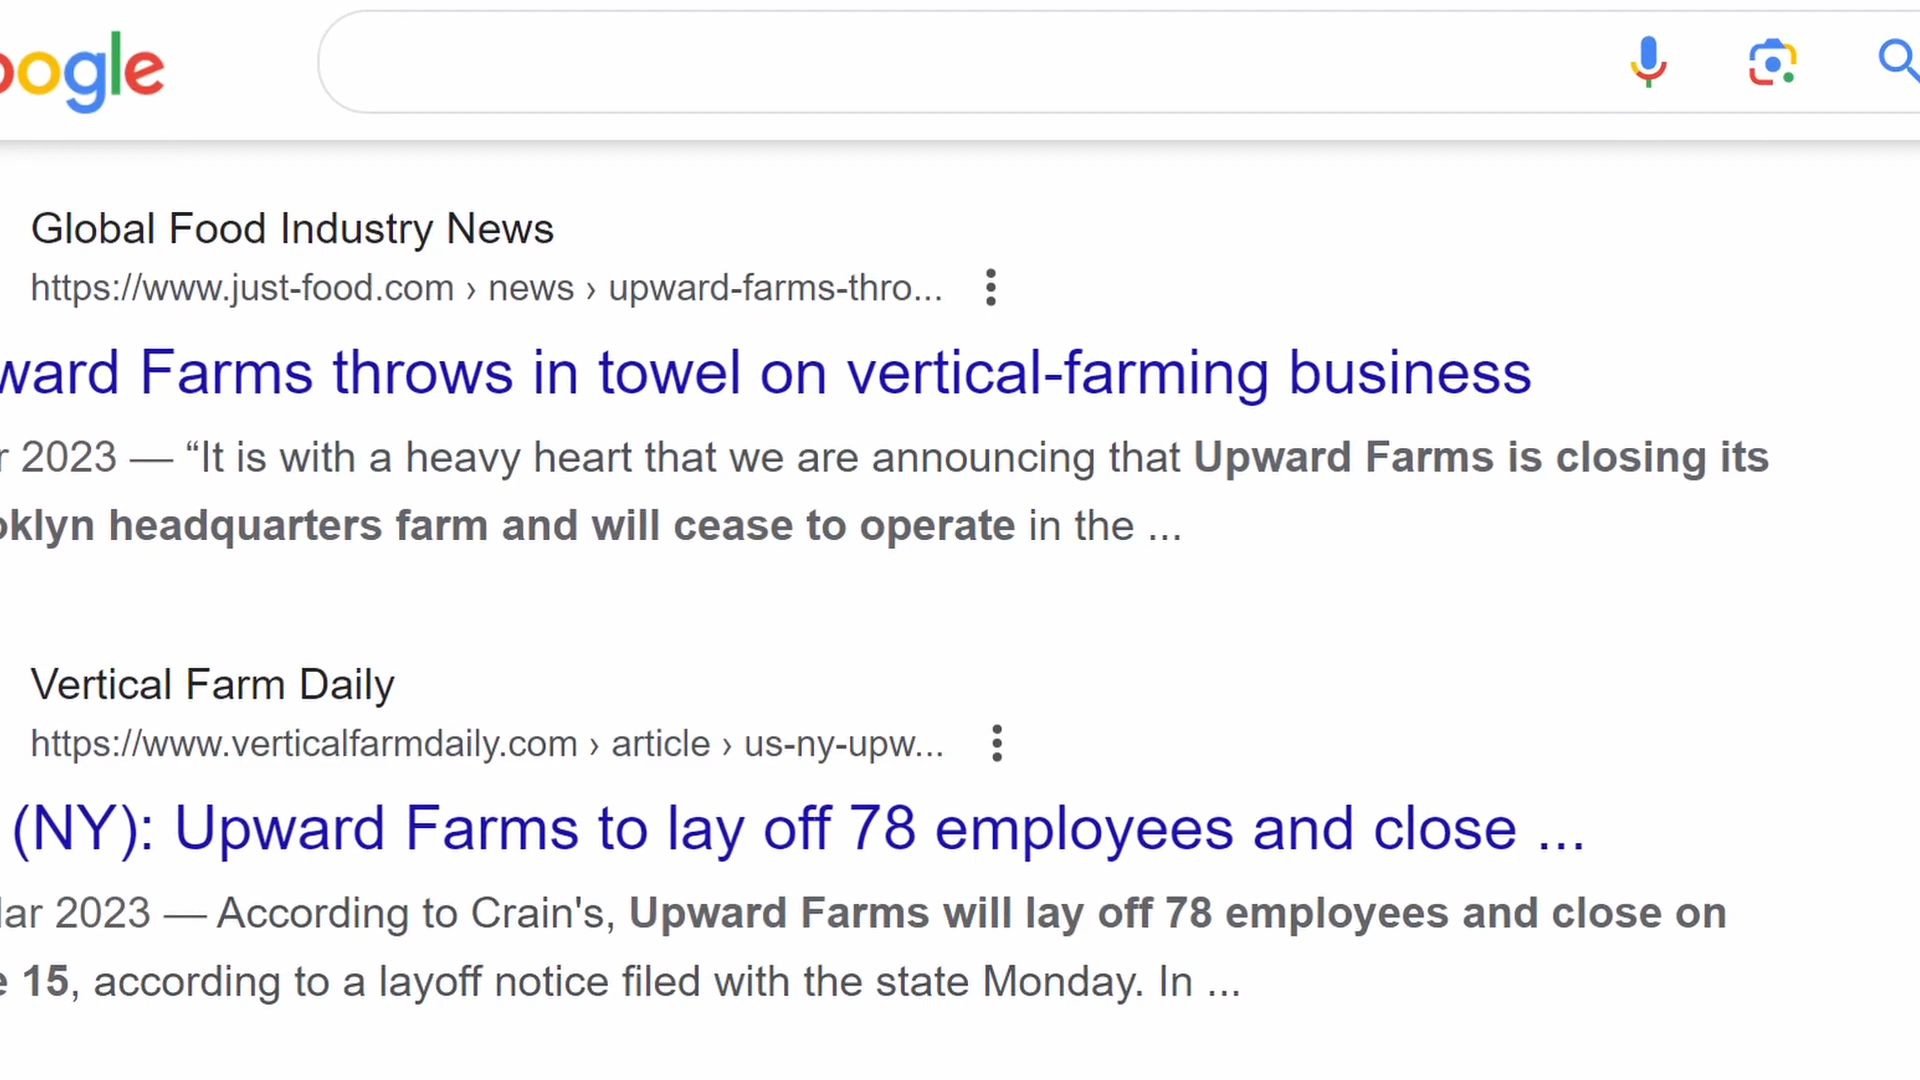 oogle
Global Food Industry News
https://www.just-food.com › news › upward-farms-thro...
ward Farms throws in towel on vertical-farming business
r 2023 — “It is with a heavy heart that we are announcing that Upward Farms is closing its
oklyn headquarters farm and will cease to operate in the ...
Vertical Farm Daily
https://www.verticalfarmdaily.com › article › us-ny-upw...
(NY): Upward Farms to lay off 78 employees and close ...
ar 2023 — According to Crain's, Upward Farms will lay off 78 employees and close on
e 15, according to a layoff notice filed with the state Monday. In ...